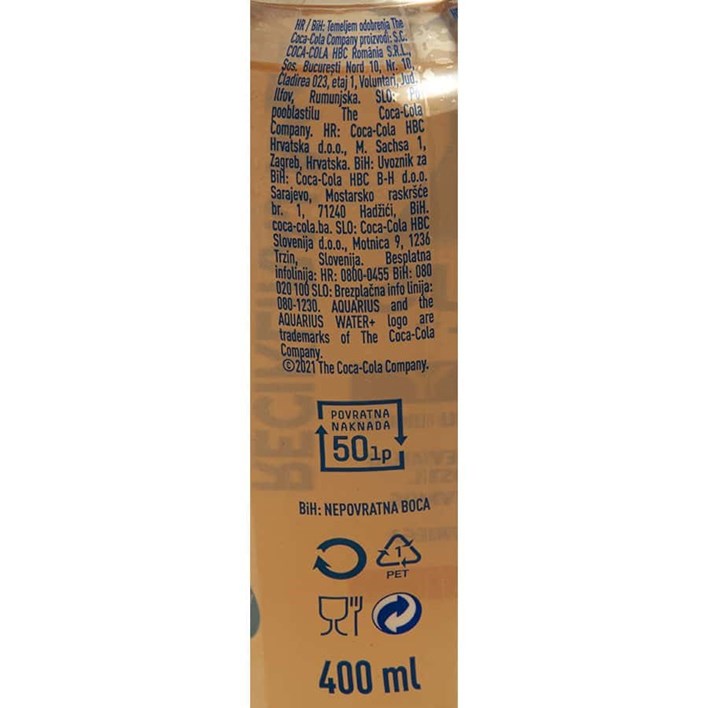 HR / BiH: Temeljem odobrenja The
Coca-Cola Company proizvodi: S.C.
COCA-COLA HBC România S.R.L.,
Şos. Bucureşti Nord 10, Nr. 10,
Cladirea 023, etaj 1, Voluntari, Jud.
Ilfov, Rumunjska. SLO: Po
pooblastilu The Coca-Cola
Company. HR: Coca-Cola HBC
Hrvatska d.o.o., M. Sachsa 1,
Zagreb, Hrvatska. BiH: Uvoznik za
BiH: Coca-Cola HBC B-H d.o.o.
Sarajevo, Mostarsko raskršće
br. 1, 71240 Hadžići, BiH.
coca-cola.ba. SLO: Coca-Cola HBC
Slovenija d.o.o., Motnica 9, 1236
Trzin, Slovenija. Besplatna
infolinija: HR: 0800-0455 BiH: 080
020 100 SLO: Brezplačna info linija:
080-1230. AQUARIUS and the
AQUARIUS WATER+ logo are
trademarks of The Coca-Cola
Company.
©2021 The Coca-Cola Company.
POVRATNA
NAKNADA
50lp
BiH: NEPOVRATNA BOCA
1
PET
400 ml